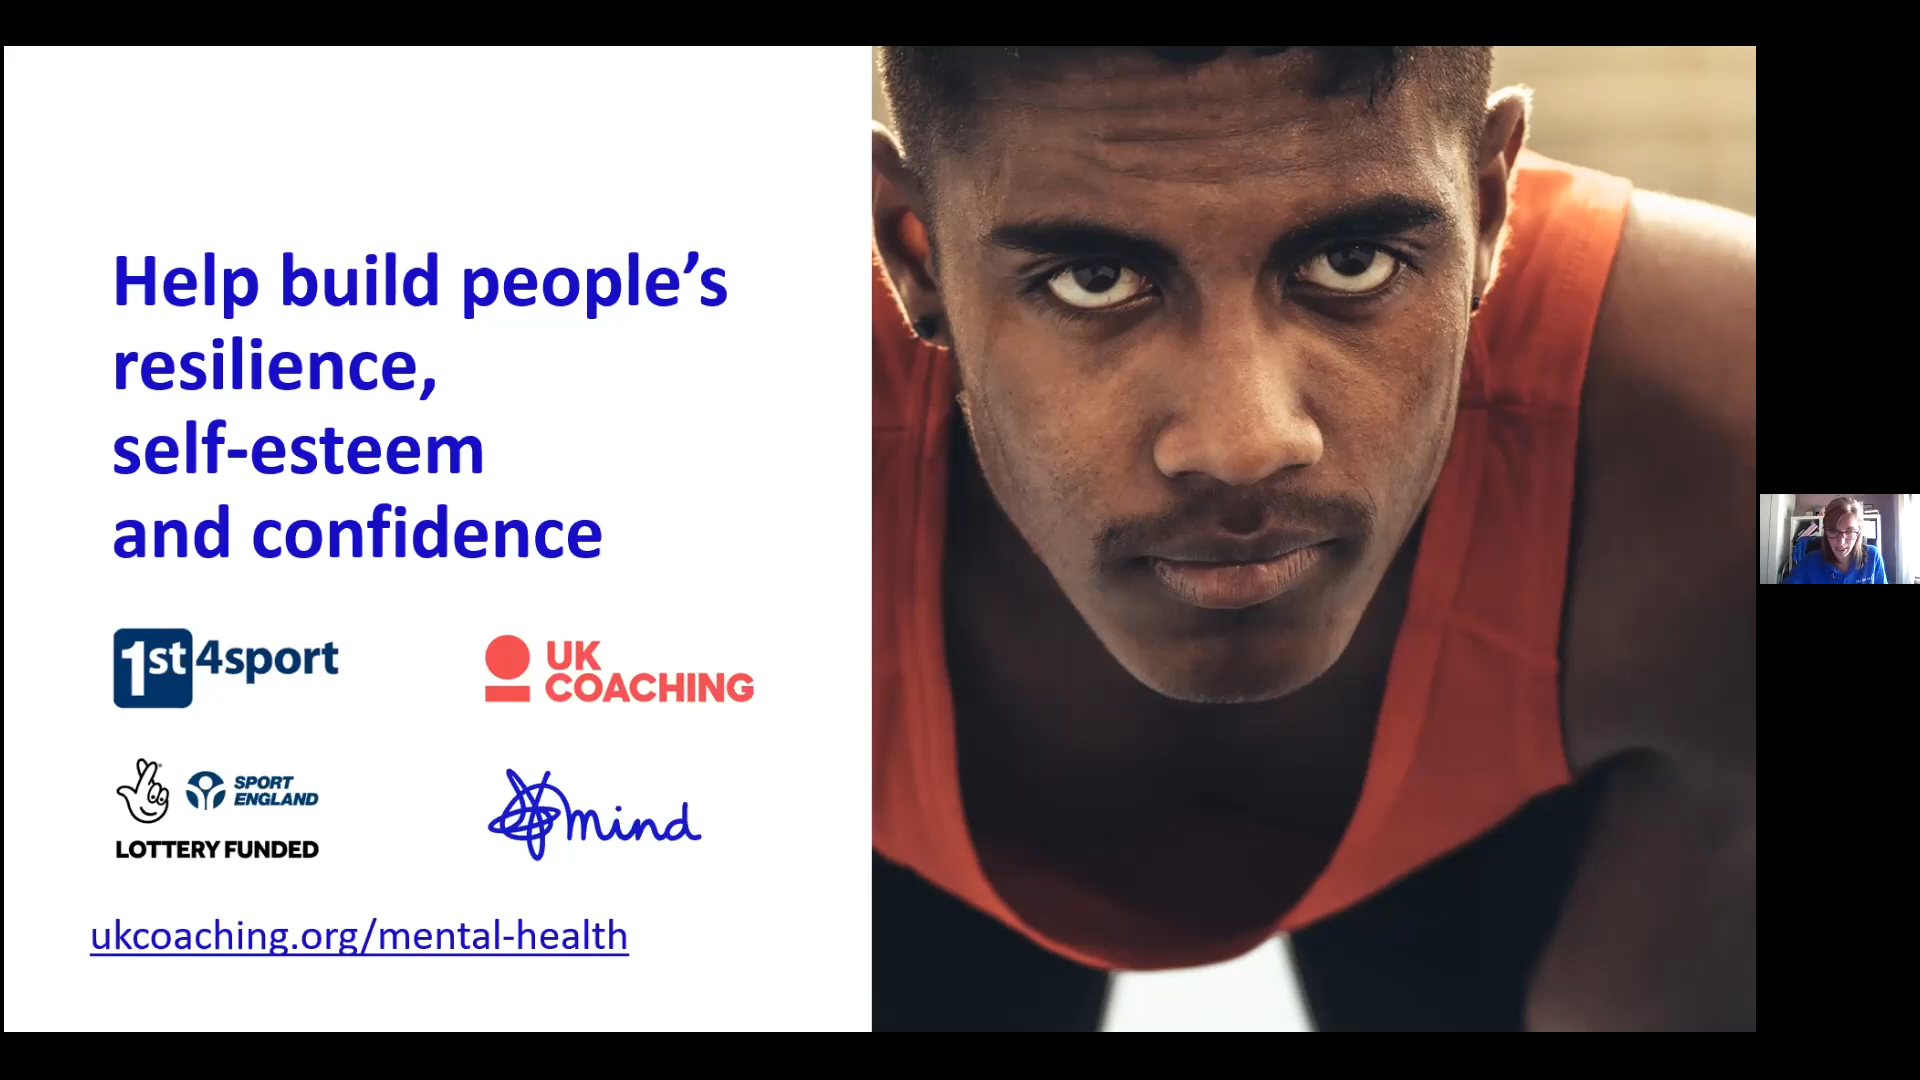 Help build people’s
resilience,
self-esteem
and confidence
1st4sport
UK
COACHING
SPORT
ENGLAND
LOTTERY FUNDED
mind
ukcoaching.org/mental-health